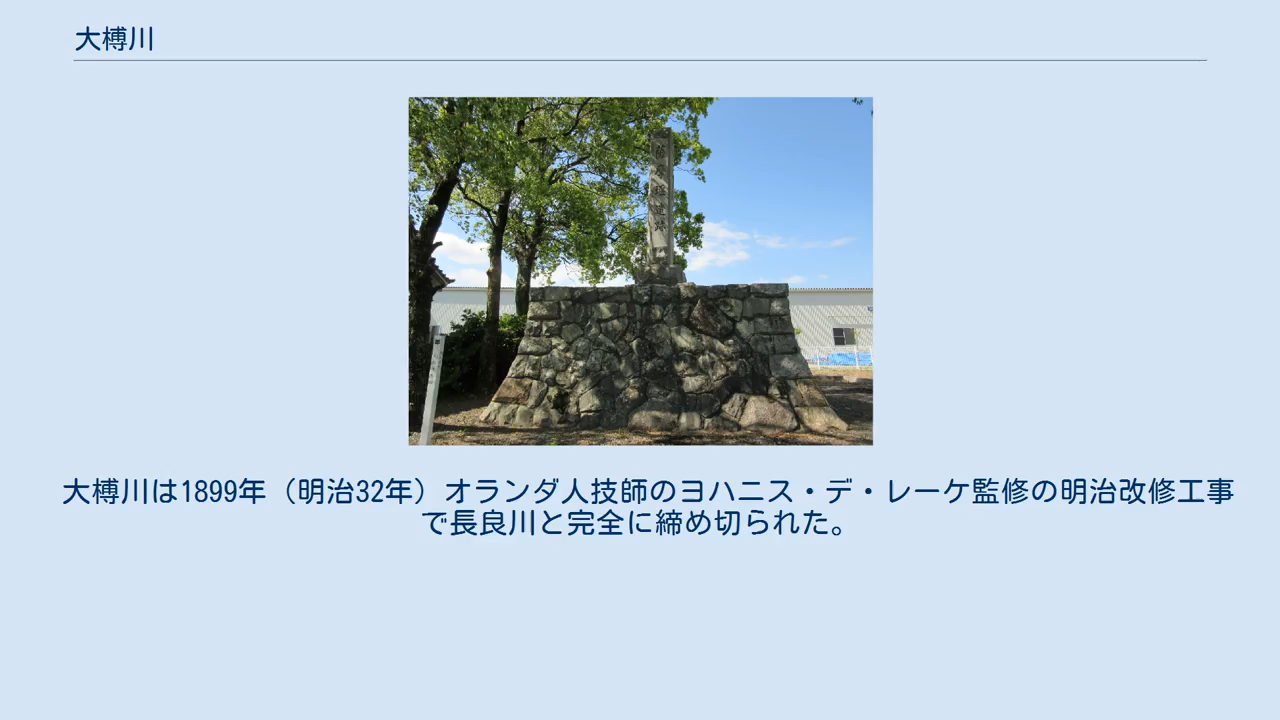 大榑川
大榑川は1899年（明治32年）オランダ人技師のヨハニス・デ・レーケ監修の明治改修工事
で長良川と完全に締め切られた。